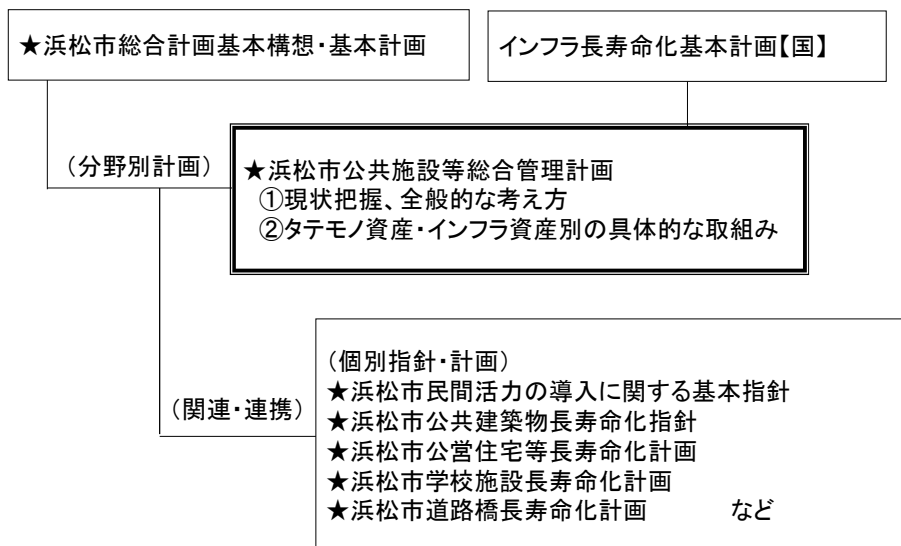 ★浜松市総合計画基本構想・基本計画
インフラ長寿命化基本計画【国】
(分野別計画)
★浜松市公共施設等総合管理計画
①現状把握、全般的な考え方
②タテモノ資産・インフラ資産別の具体的な取組み
(関連・連携)
(個別指針・計画)
★浜松市民間活力の導入に関する基本指針
★浜松市公共建築物長寿命化指針
★浜松市公営住宅等長寿命化計画
★浜松市学校施設長寿命化計画
★浜松市道路橋長寿命化計画 など